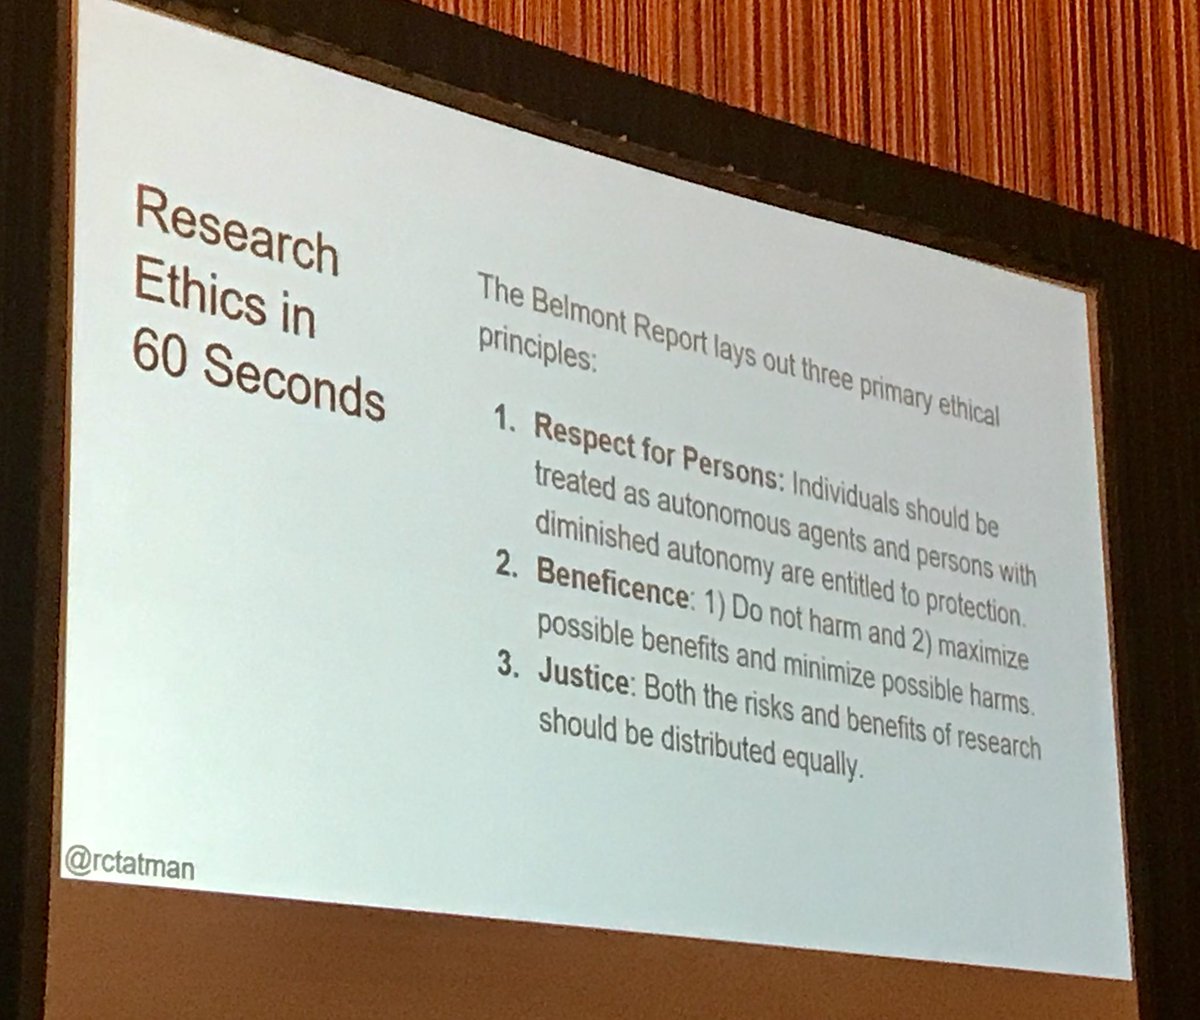 Research
Ethics in
60 Seconds
The Belmont Report lays out three primary ethical
principles:
1. Respect for Persons: Individuals should be
treated as autonomous agents and persons with
diminished autonomy are entitled to protection.
2. Beneficence: 1) Do not harm and 2) maximize
possible benefits and minimize possible harms.
3. Justice: Both the risks and benefits of research
should be distributed equally.
@rctatman